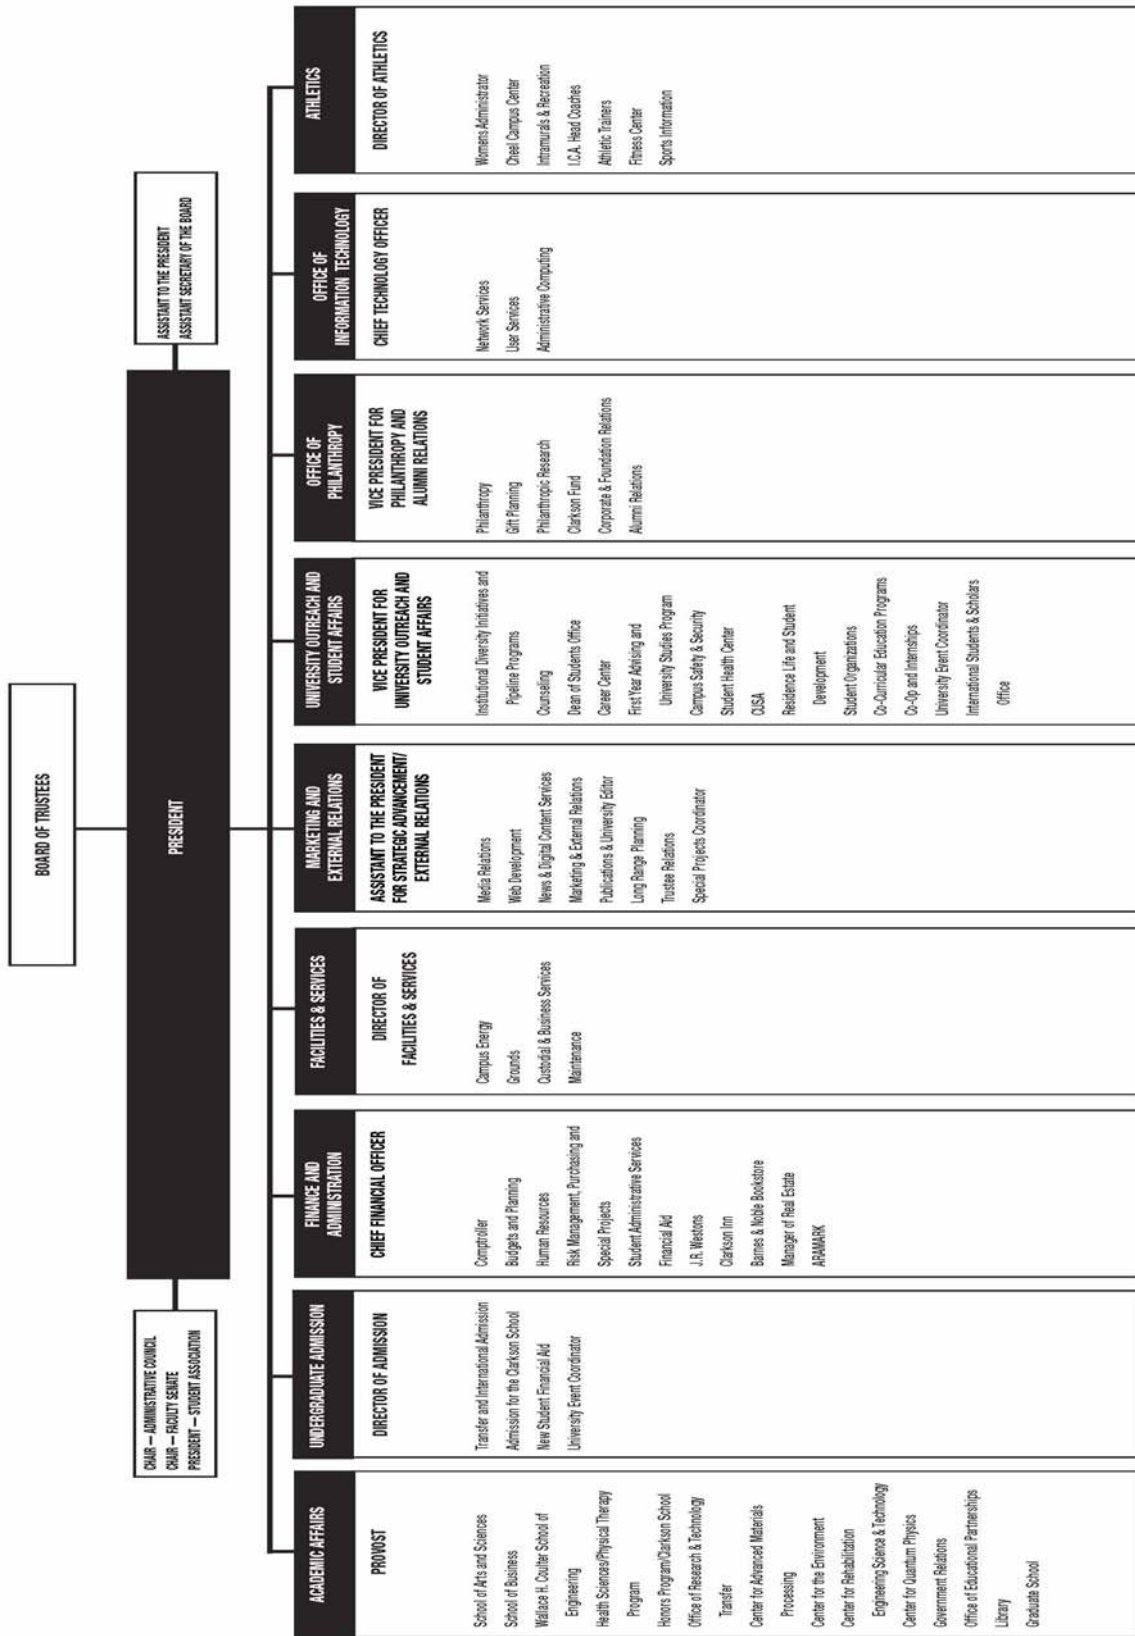 BOARD OF TRUSTEES
CHAIR — ADMINISTRATIVE COUNCIL
CHAIR — FACULTY SENATE
PRESIDENT — STUDENT ASSOCIATION
PRESIDENT
ASSISTANT TO THE PRESIDENT
ASSISTANT SECRETARY OF THE BOARD
ACADEMIC AFFAIRS
PROVOST
School of Arts and Sciences
School of Business
Wallace H. Coulter School of
Engineering
Health Sciences/Physical Therapy
Program
Honors Program/Clarkson School
Office of Research & Technology
Transfer
Center for Advanced Materials
Processing
Center for the Environment
Center for Rehabilitation
Engineering Science & Technology
Center for Quantum Physics
Government Relations
Office of Educational Partnerships
Library
Graduate School
UNDERGRADUATE ADMISSION
DIRECTOR OF ADMISSION
Transfer and International Admission
Admission for the Clarkson School
New Student Financial Aid
University Event Coordinator
FINANCE AND
ADMINISTRATION
CHIEF FINANCIAL OFFICER
Comptroller
Budgets and Planning
Human Resources
Risk Management, Purchasing and
Special Projects
Student Administrative Services
Financial Aid
J.R. Westons
Clarkson Inn
Barnes & Noble Bookstore
Manager of Real Estate
ARAMARK
FACILITIES & SERVICES
DIRECTOR OF
FACILITIES & SERVICES
Campus Energy
Grounds
Custodial & Business Services
Maintenance
MARKETING AND
EXTERNAL RELATIONS
ASSISTANT TO THE PRESIDENT
FOR STRATEGIC ADVANCEMENT/
EXTERNAL RELATIONS
Media Relations
Web Development
News & Digital Content Services
Marketing & External Relations
Publications & University Editor
Long Range Planning
Trustee Relations
Special Projects Coordinator
UNIVERSITY OUTREACH AND
STUDENT AFFAIRS
VICE PRESIDENT FOR
UNIVERSITY OUTREACH AND
STUDENT AFFAIRS
Institutional Diversity Initiatives and
Pipeline Programs
Counseling
Dean of Students Office
Career Center
First Year Advising and
University Studies Program
Campus Safety & Security
Student Health Center
CUSA
Residence Life and Student
Development
Student Organizations
Co-Curricular Education Programs
Co-Op and Internships
University Event Coordinator
International Students & Scholars
Office
OFFICE OF
PHILANTHROPY
VICE PRESIDENT FOR
PHILANTHROPY AND
ALUMNI RELATIONS
Philanthropy
Gift Planning
Philanthropic Research
Clarkson Fund
Corporate & Foundation Relations
Alumni Relations
OFFICE OF
INFORMATION TECHNOLOGY
CHIEF TECHNOLOGY OFFICER
Network Services
User Services
Administrative Computing
ATHLETICS
DIRECTOR OF ATHLETICS
Womens Administrator
Cheel Campus Center
Intramurals & Recreation
I.C.A. Head Coaches
Athletic Trainers
Fitness Center
Sports Information